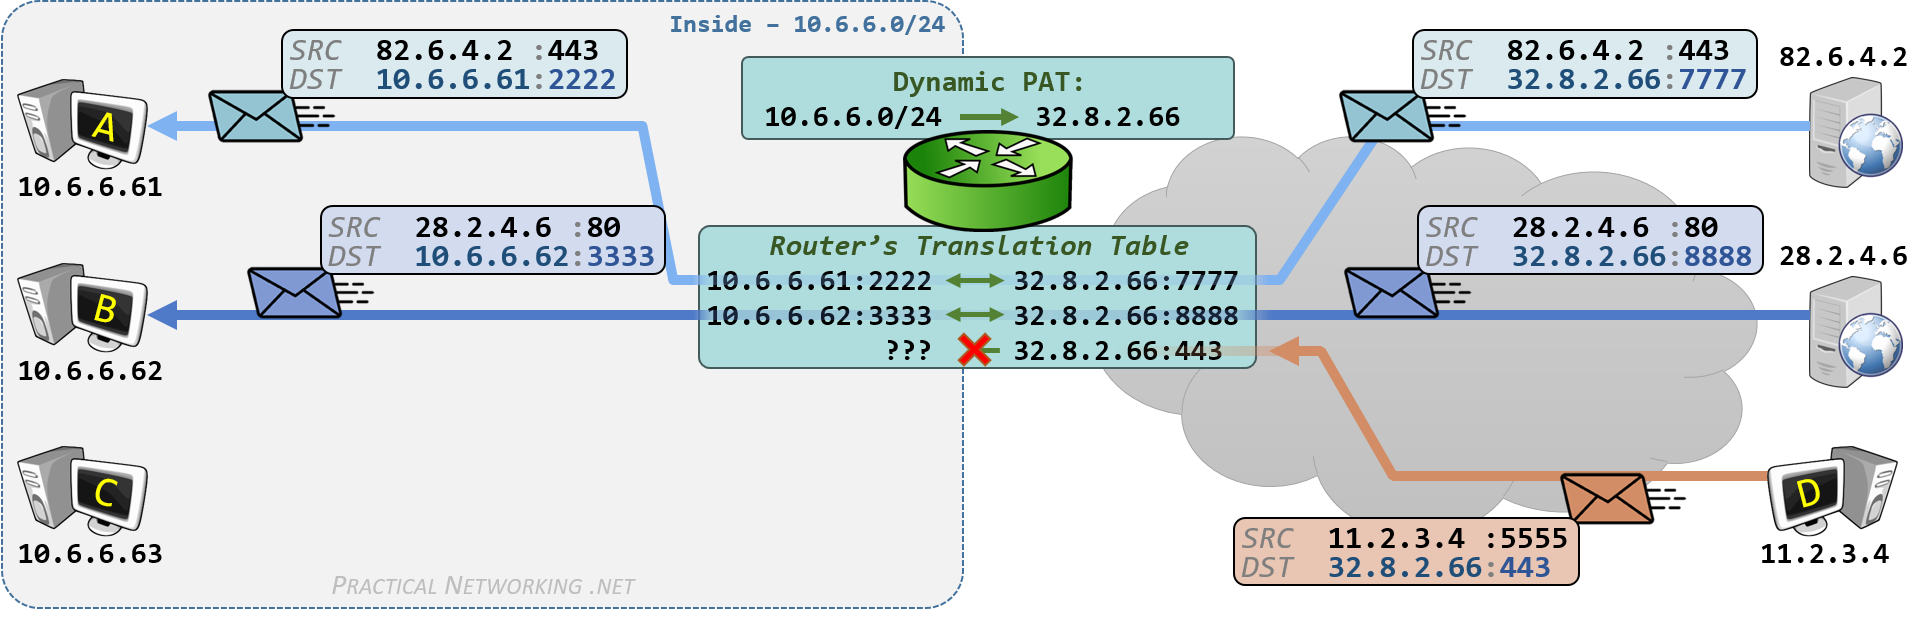 Inside – 10.6.6.0/24
SRC 82.6.4.2 :443
DST 10.6.6.61:2222
A
10.6.6.61
SRC 28.2.4.6 :80
DST 10.6.6.62:3333
B
10.6.6.62
C
10.6.6.63
Dynamic PAT:
10.6.6.0/24 32.8.2.66
Router’s Translation Table
10.6.6.61:2222 32.8.2.66:7777
10.6.6.62:3333 32.8.2.66:8888
??? 32.8.2.66:443
SRC 82.6.4.2 :443
DST 32.8.2.66:7777
82.6.4.2
SRC 28.2.4.6 :80
DST 32.8.2.66:8888
28.2.4.6
SRC 11.2.3.4 :5555
DST 32.8.2.66:443
D
11.2.3.4
PRACTICAL NETWORKING .NET